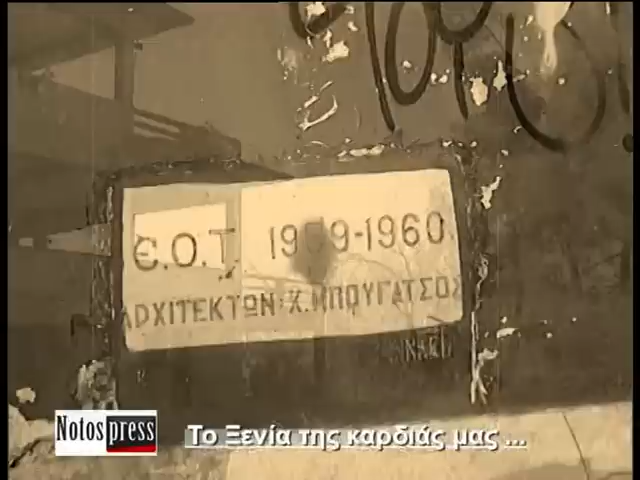 Є.Ο.Τ 1959-1960
ΑΡΧΙΤΕΚΤΩΝ: Χ. ΜΠΟΥΓΑΤΣΟΣ
Notos press
Το Ξενία της καρδιάς μας ...